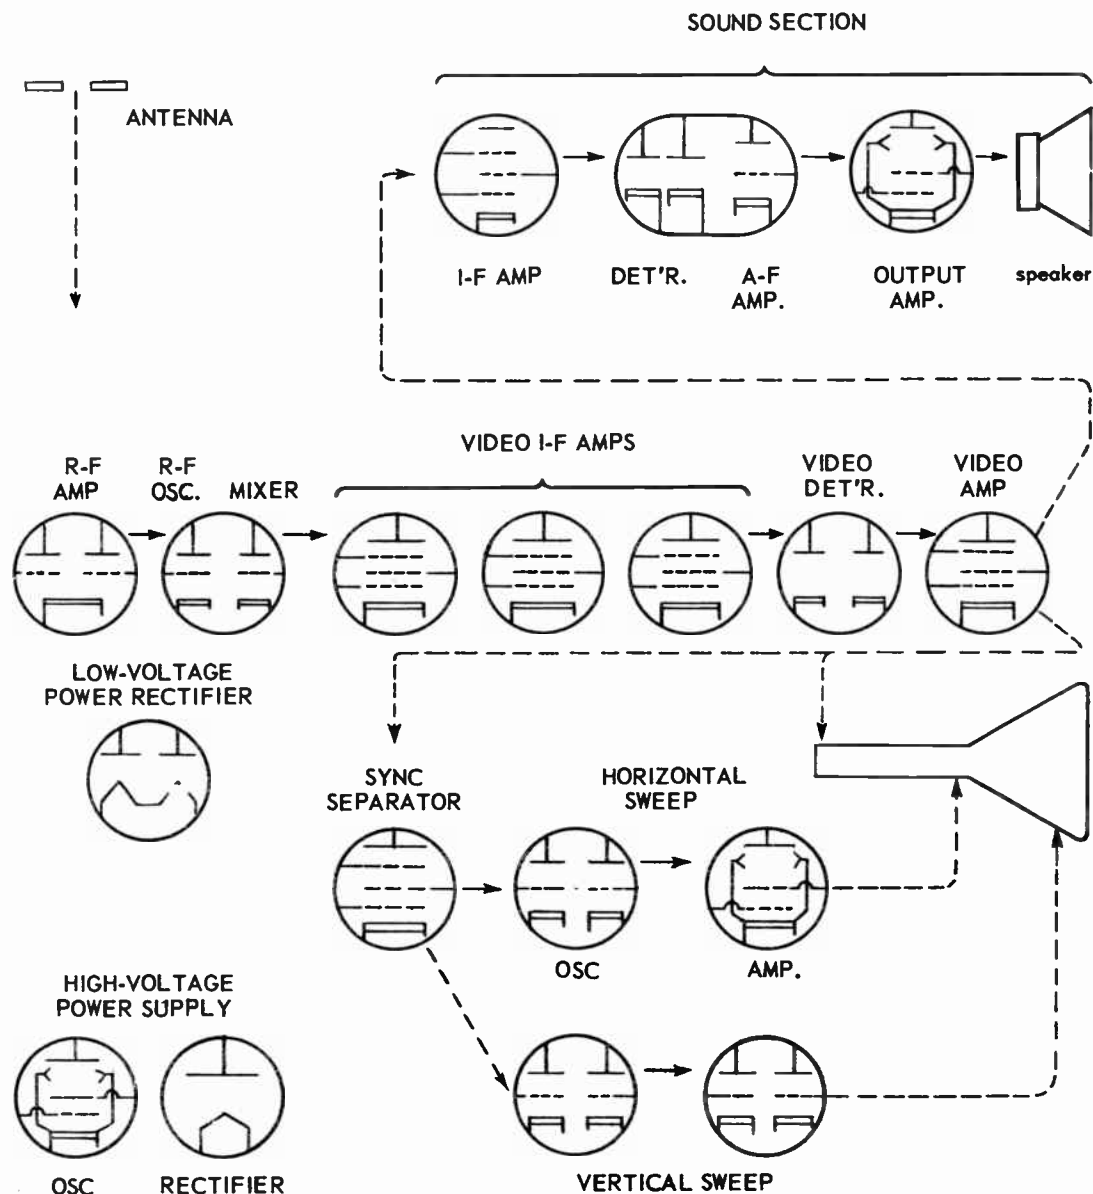 SOUND SECTION
ANTENNA
I-F AMP
DET'R.
A-F
AMP.
OUTPUT
AMP.
speaker
R-F
AMP
R-F
OSC.
MIXER
VIDEO I-F AMPS
VIDEO
DET'R.
VIDEO
AMP
LOW-VOLTAGE
POWER RECTIFIER
SYNC
SEPARATOR
HORIZONTAL
SWEEP
OSC
AMP.
HIGH-VOLTAGE
POWER SUPPLY
OSC
RECTIFIER
VERTICAL SWEEP